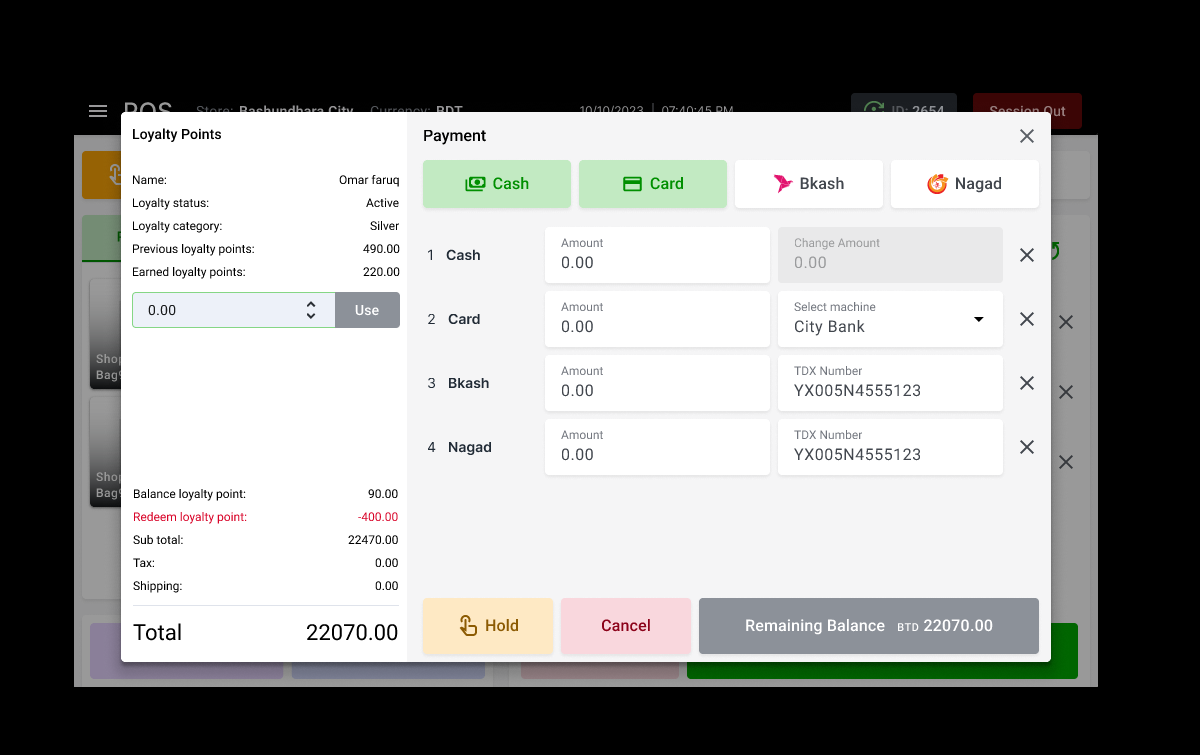 POS Store: Bashundhara City Currency: BDT 10/10/2023 07:40:45 PM ID: 2654 Session Out
Loyalty Points
Name: Omar faruq
Loyalty status: Active
Loyalty category: Silver
Previous loyalty points: 490.00
Earned loyalty points: 220.00
0.00 Use
Balance loyalty point: 90.00
Redeem loyalty point: -400.00
Sub total: 22470.00
Tax: 0.00
Shipping: 0.00
Total 22070.00
Payment
Cash Card Bkash Nagad
1 Cash Amount 0.00 Change Amount 0.00
2 Card Amount 0.00 Select machine City Bank
3 Bkash Amount 0.00 TDX Number YX005N4555123
4 Nagad Amount 0.00 TDX Number YX005N4555123
Hold Cancel Remaining Balance BTD 22070.00